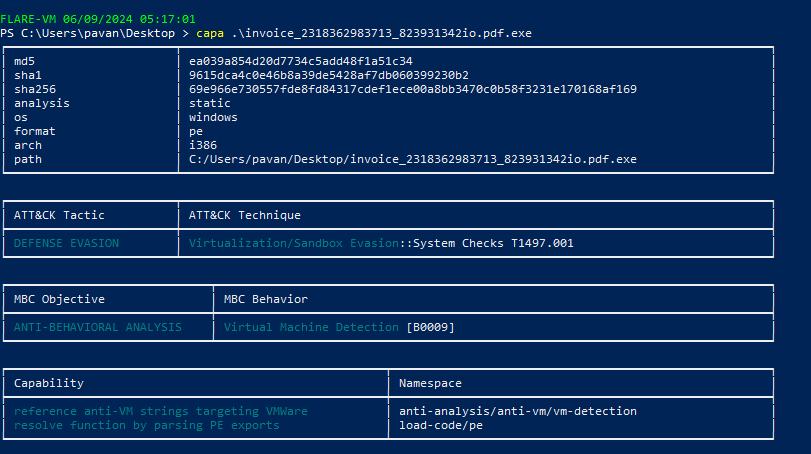 FLARE-VM 06/09/2024 05:17:01
PS C:\Users\pavan\Desktop > capa .\invoice_2318362983713_823931342io.pdf.exe
md5 ea039a854d20d7734c5add48f1a51c34
sha1 9615dca4c0e46b8a39de5428af7db060399230b2
sha256 69e966e730557fde8fd84317cdef1ece00a8bb3470c0b58f3231e170168af169
analysis static
os windows
format pe
arch i386
path C:/Users/pavan/Desktop/invoice_2318362983713_823931342io.pdf.exe
ATT&CK Tactic ATT&CK Technique
DEFENSE EVASION Virtualization/Sandbox Evasion::System Checks T1497.001
MBC Objective MBC Behavior
ANTI-BEHAVIORAL ANALYSIS Virtual Machine Detection [B0009]
Capability Namespace
reference anti-VM strings targeting VMWare anti-analysis/anti-vm/vm-detection
resolve function by parsing PE exports load-code/pe